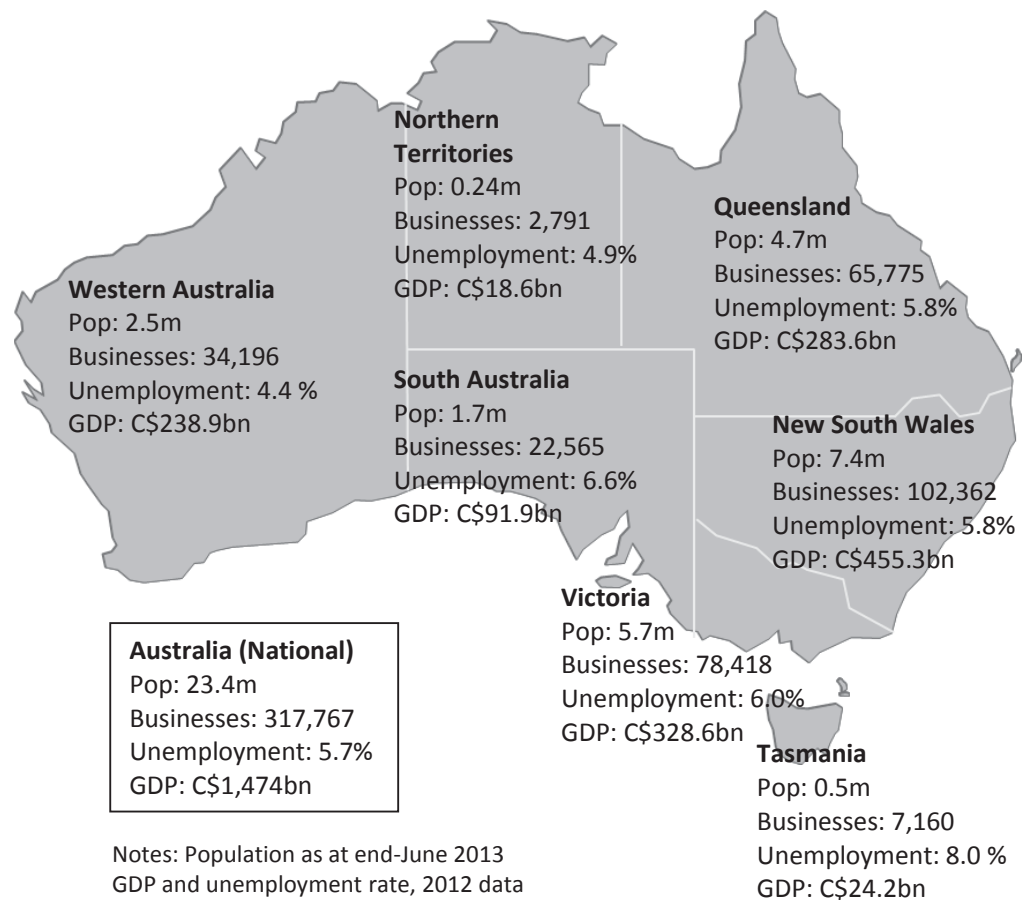 Northern
Territories
Pop: 0.24m
Businesses: 2,791
Unemployment: 4.9%
GDP: C$18.6bn
Queensland
Pop: 4.7m
Businesses: 65,775
Unemployment: 5.8%
GDP: C$283.6bn
Western Australia
Pop: 2.5m
Businesses: 34,196
Unemployment: 4.4 %
GDP: C$238.9bn
South Australia
Pop: 1.7m
Businesses: 22,565
Unemployment: 6.6%
GDP: C$91.9bn
New South Wales
Pop: 7.4m
Businesses: 102,362
Unemployment: 5.8%
GDP: C$455.3bn
Victoria
Pop: 5.7m
Businesses: 78,418
Unemployment: 6.0%
GDP: C$328.6bn
Australia (National)
Pop: 23.4m
Businesses: 317,767
Unemployment: 5.7%
GDP: C$1,474bn
Tasmania
Pop: 0.5m
Businesses: 7,160
Unemployment: 8.0 %
GDP: C$24.2bn
Notes: Population as at end-June 2013
GDP and unemployment rate, 2012 data